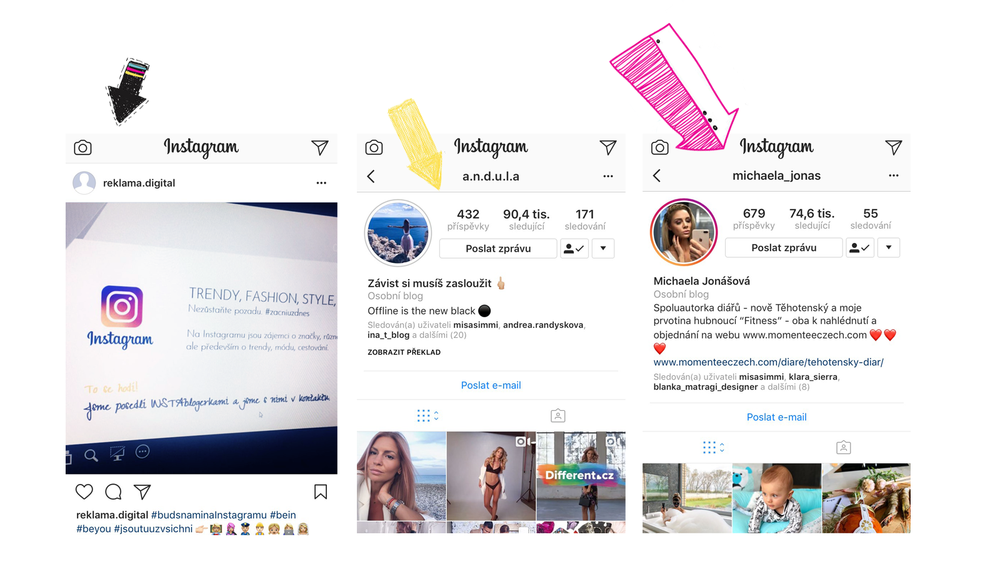 Instagram
reklama.digital
TRENDY, FASHION, STYLE,
Nezůstaňte pozadu. #zacniuzdnes
Instagram
Na Instagramu jsou zájemci o značky, různé
ale především o trendy, módu, cestování.
To se hodí!
Jsme posedlí INSTAblogerkami a jsme s nimi v kontaktu.
reklama.digital #budsnaminaInstagramu #bein
#beyou #jsoutuuzvsichni 
Instagram
a.n.d.u.l.a
432 90,4 tis. 171
příspěvky sledující sledování
Poslat zprávu
Závist si musíš zasloužit 🖕🏼
Osobní blog
Offline is the new black ⚫
Sledován(a) uživateli misasimmi, andrea.randyskova,
ina_t_blog a dalšími (20)
ZOBRAZIT PŘEKLAD
Poslat e-mail
Different.cz
Instagram
michaela_jonas
679 74,6 tis. 55
příspěvky sledující sledování
Poslat zprávu
Michaela Jonášová
Osobní blog
Spoluautorka diářů - nově Těhotenský a moje
prvotina hubnoucí “Fitness” - oba k nahlédnutí a
objednání na webu www.momenteeczech.com ❤️❤️
❤️
www.momenteeczech.com/diare/tehotensky-diar/
Sledován(a) uživateli misasimmi, klara_sierra,
blanka_matragi_designer a dalšími (8)
Poslat e-mail